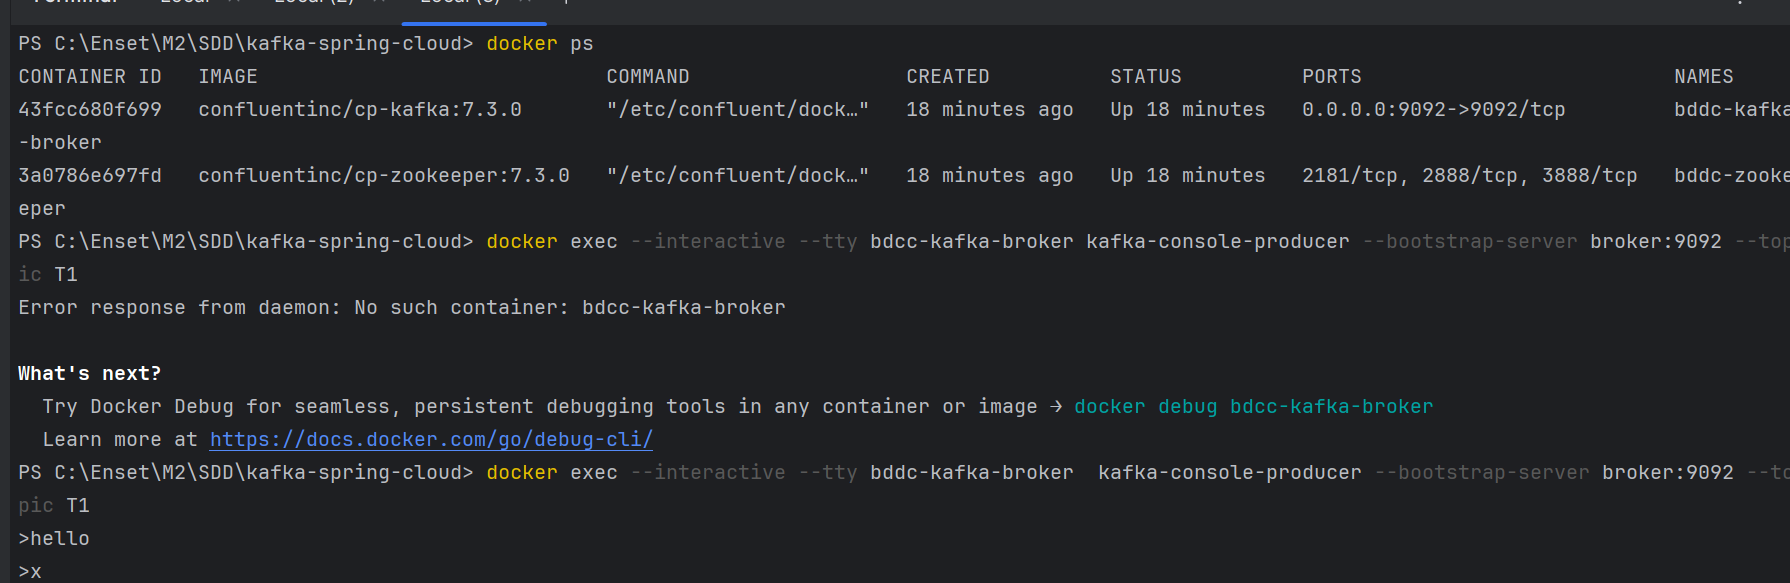 PS C:\Enset\M2\SDD\kafka-spring-cloud> docker ps
CONTAINER ID   IMAGE                             COMMAND                  CREATED          STATUS          PORTS                          NAMES
43fcc680f699   confluentinc/cp-kafka:7.3.0       "/etc/confluent/dock…"   18 minutes ago   Up 18 minutes   0.0.0.0:9092->9092/tcp         bddc-kafka
-broker
3a0786e697fd   confluentinc/cp-zookeeper:7.3.0   "/etc/confluent/dock…"   18 minutes ago   Up 18 minutes   2181/tcp, 2888/tcp, 3888/tcp   bddc-zooke
eper
PS C:\Enset\M2\SDD\kafka-spring-cloud> docker exec --interactive --tty bdcc-kafka-broker kafka-console-producer --bootstrap-server broker:9092 --top
ic T1
Error response from daemon: No such container: bdcc-kafka-broker
What's next?
Try Docker Debug for seamless, persistent debugging tools in any container or image → docker debug bdcc-kafka-broker
Learn more at https://docs.docker.com/go/debug-cli/
PS C:\Enset\M2\SDD\kafka-spring-cloud> docker exec --interactive --tty bddc-kafka-broker  kafka-console-producer --bootstrap-server broker:9092 --to
pic T1
>hello
>x